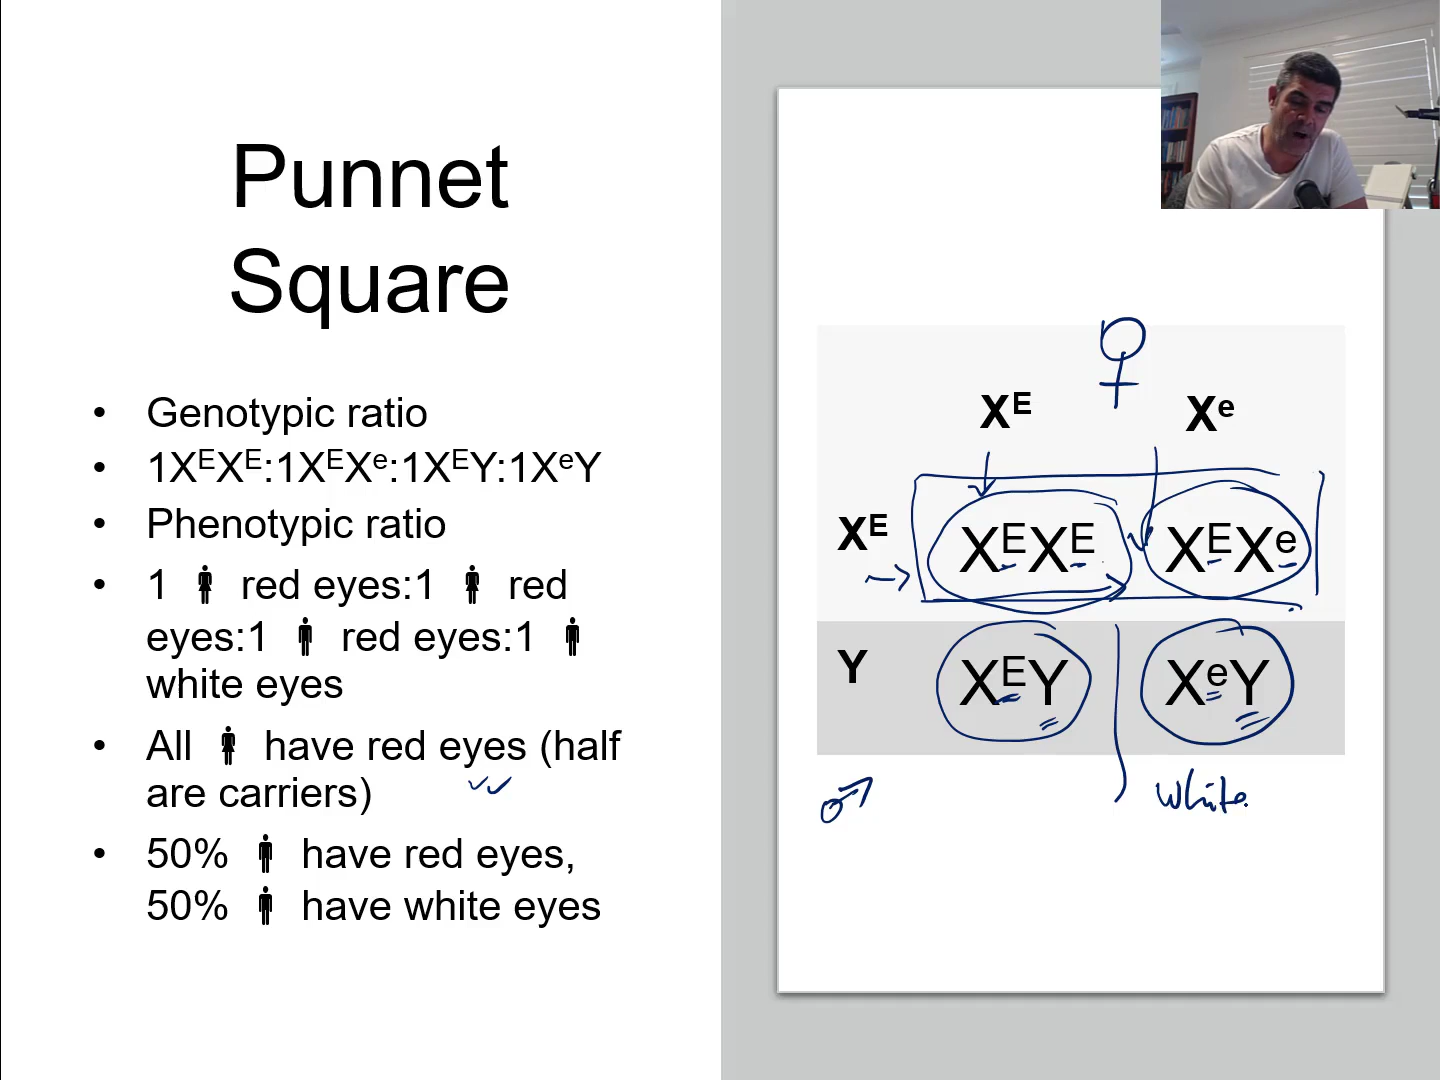 Punnet
Square
• Genotypic ratio
• 1XᴱXᴱ:1XᴱXᵉ:1XᴱY:1XᵉY
• Phenotypic ratio
• 1 🚺 red eyes:1 🚺 red
eyes:1 🚹 red eyes:1 🚹
white eyes
• All 🚺 have red eyes (half
are carriers)
• 50% 🚹 have red eyes,
50% 🚹 have white eyes
♀
Xᴱ Xᵉ
Xᴱ XᴱXᴱ XᴱXᵉ
Y XᴱY XᵉY
♂ white